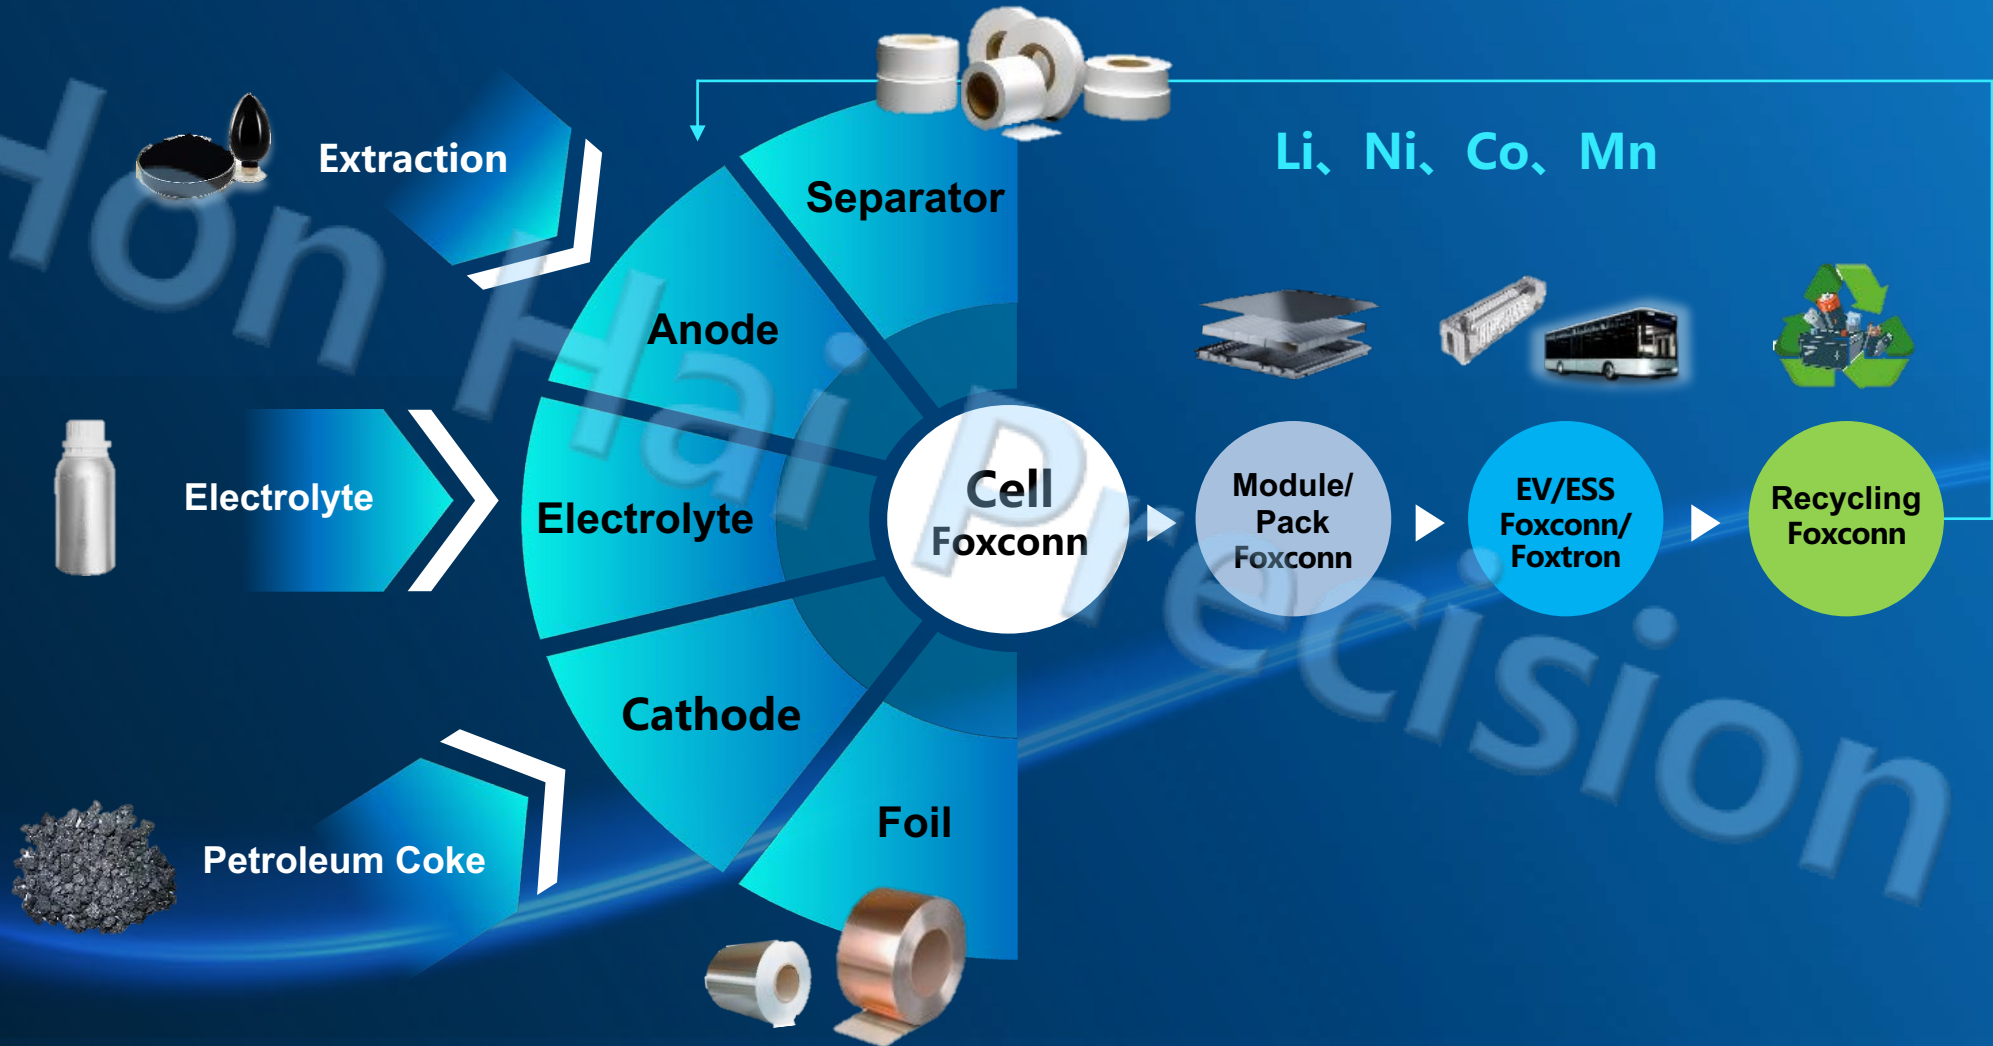 Extraction
Electrolyte
Petroleum Coke
Separator
Anode
Electrolyte
Cathode
Foil
Li、Ni、Co、Mn
Cell
Foxconn
Module/
Pack
Foxconn
EV/ESS
Foxconn/
Foxtron
Recycling
Foxconn
Hon Hai Precision